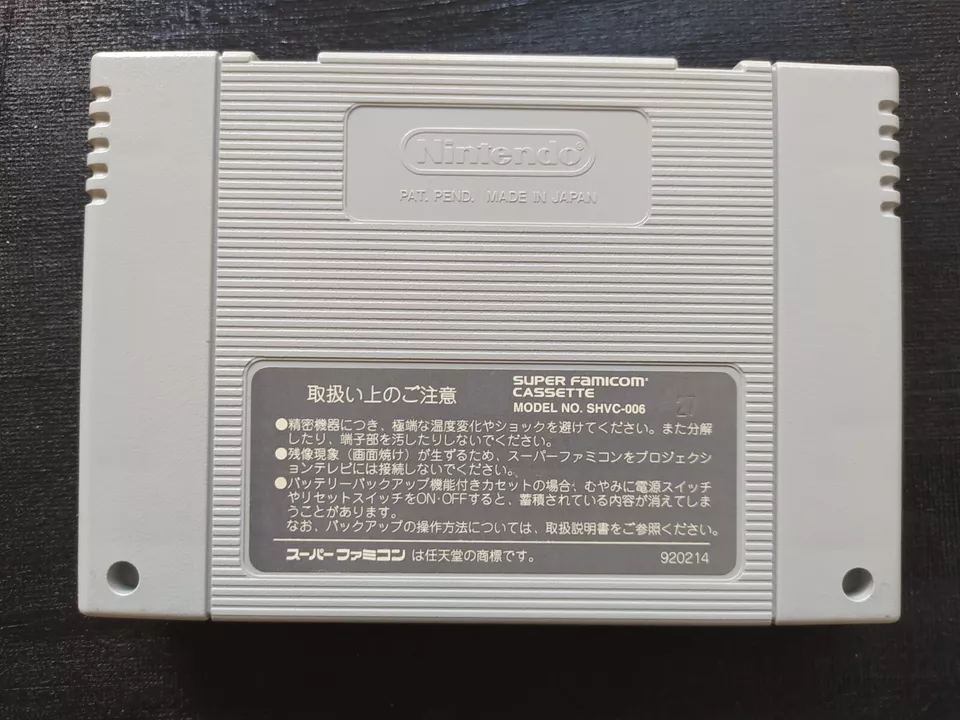 Nintendo®
PAT. PEND. MADE IN JAPAN
取扱い上のご注意
SUPER FAMICOM®
CASSETTE
MODEL NO. SHVC-006
27
●精密機器につき、極端な温度変化やショックを避けてください。また分解
したり、端子部を汚したりしないでください。
●残像現象（画面焼け）が生ずるため、スーパーファミコンをプロジェク
ションテレビには接続しないでください。
●バッテリーバックアップ機能付きカセットの場合、むやみに電源スイッチ
やリセットスイッチをON・OFFすると、蓄積されている内容が消えてしま
うことがあります。
なお、バックアップの操作方法については、取扱説明書をご参照ください。
スーパーファミコン は任天堂の商標です。
920214